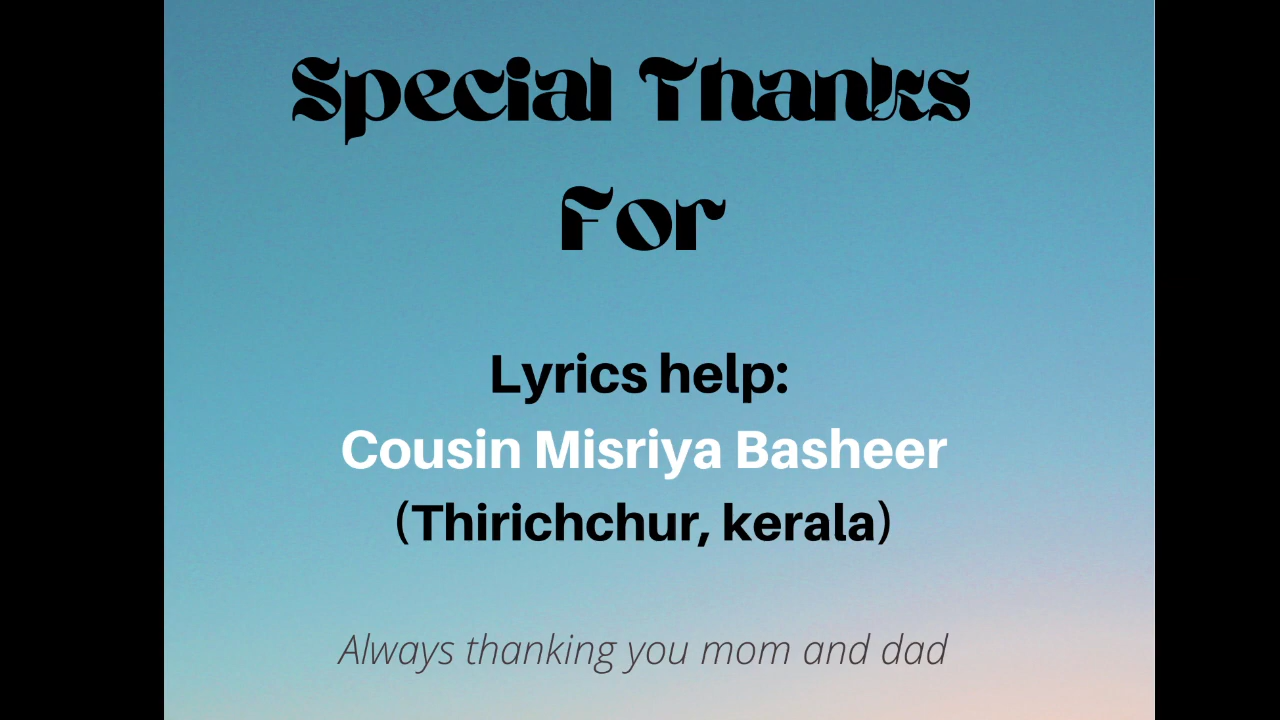 Special Thanks
For
Lyrics help:
Cousin Misriya Basheer
(Thirichchur, kerala)
Always thanking you mom and dad